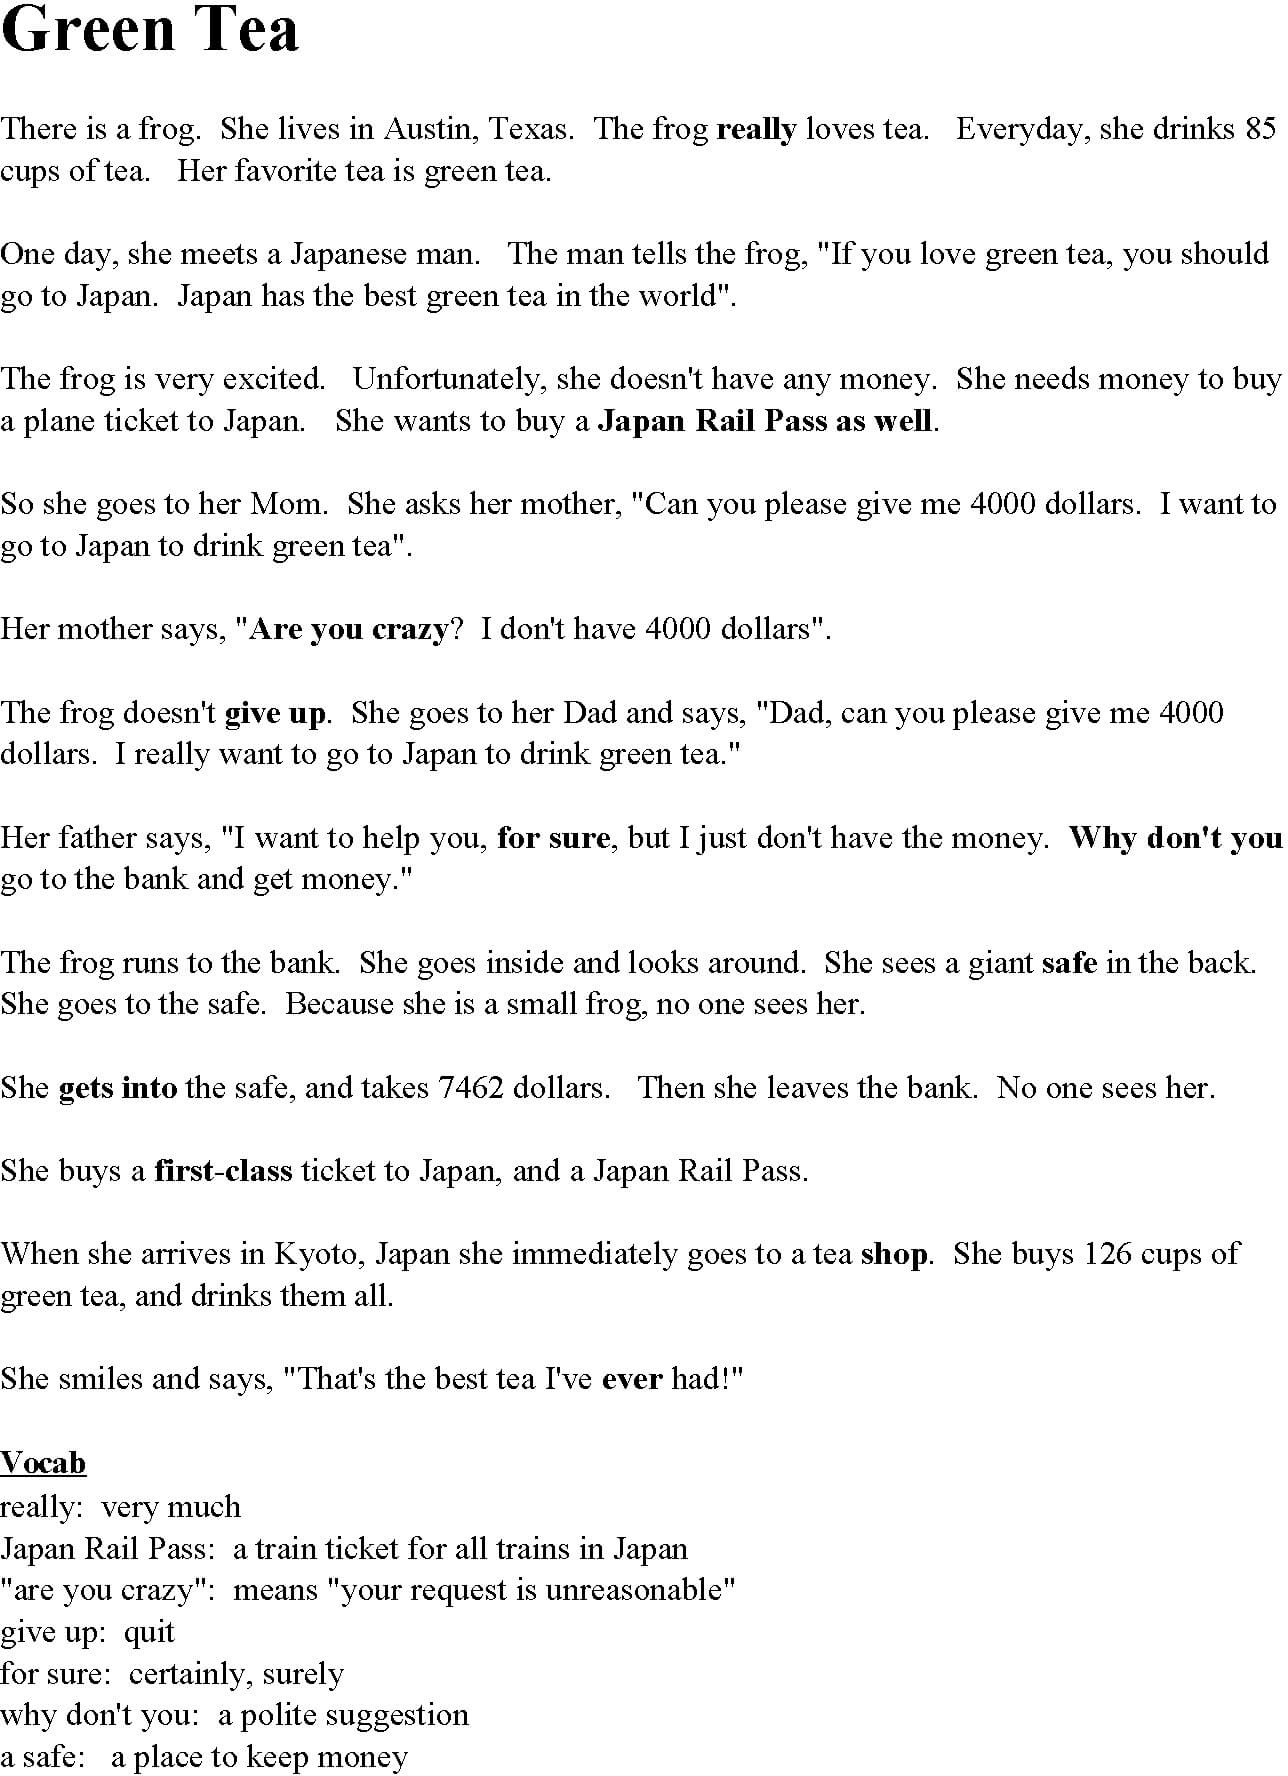 Green Tea
There is a frog.  She lives in Austin, Texas.  The frog really loves tea.   Everyday, she drinks 85
cups of tea.   Her favorite tea is green tea.
One day, she meets a Japanese man.   The man tells the frog, "If you love green tea, you should
go to Japan.  Japan has the best green tea in the world".
The frog is very excited.   Unfortunately, she doesn't have any money.  She needs money to buy
a plane ticket to Japan.   She wants to buy a Japan Rail Pass as well.
So she goes to her Mom.  She asks her mother, "Can you please give me 4000 dollars.  I want to
go to Japan to drink green tea".
Her mother says, "Are you crazy?  I don't have 4000 dollars".
The frog doesn't give up.  She goes to her Dad and says, "Dad, can you please give me 4000
dollars.  I really want to go to Japan to drink green tea."
Her father says, "I want to help you, for sure, but I just don't have the money.  Why don't you
go to the bank and get money."
The frog runs to the bank.  She goes inside and looks around.  She sees a giant safe in the back.
She goes to the safe.  Because she is a small frog, no one sees her.
She gets into the safe, and takes 7462 dollars.   Then she leaves the bank.  No one sees her.
She buys a first-class ticket to Japan, and a Japan Rail Pass.
When she arrives in Kyoto, Japan she immediately goes to a tea shop.  She buys 126 cups of
green tea, and drinks them all.
She smiles and says, "That's the best tea I've ever had!"
Vocab
really:  very much
Japan Rail Pass:  a train ticket for all trains in Japan
"are you crazy":  means "your request is unreasonable"
give up:  quit
for sure:  certainly, surely
why don't you:  a polite suggestion
a safe:   a place to keep money